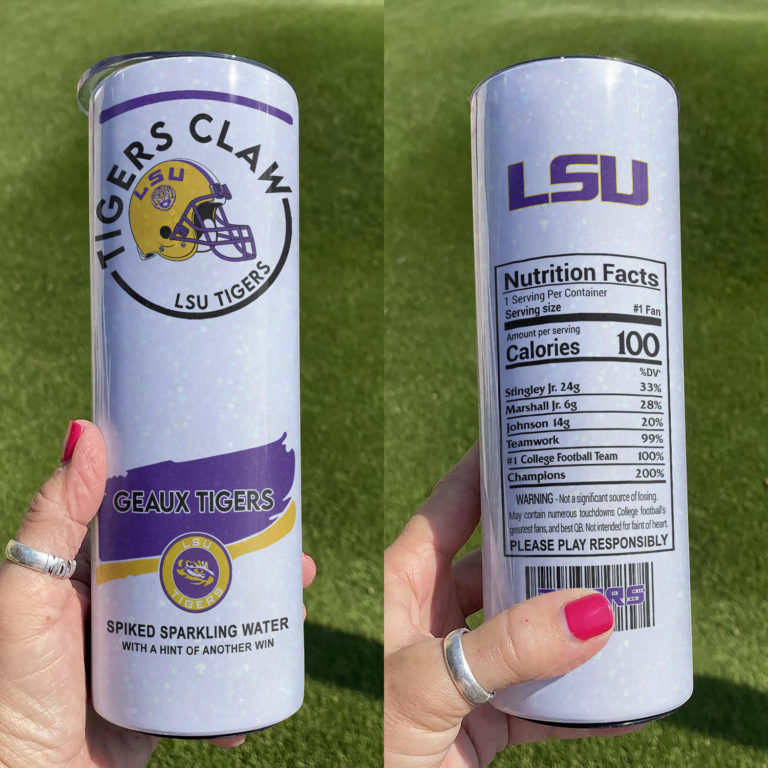 TIGERS CLAW
LSU
LSU TIGERS
GEAUX TIGERS
LSU
TIGERS
SPIKED SPARKLING WATER
WITH A HINT OF ANOTHER WIN
LSU
Nutrition Facts
1 Serving Per Container
Serving size #1 Fan
Amount per serving
Calories 100
%DV*
Stingley Jr. 24g 33%
Marshall Jr. 6g 28%
Johnson 14g 20%
Teamwork 99%
#1 College Football Team 100%
Champions 200%
WARNING - Not a significant source of losing.
May contain numerous touchdowns College football's
greatest fans, and best QB. Not intended for faint of heart.
PLEASE PLAY RESPONSIBLY